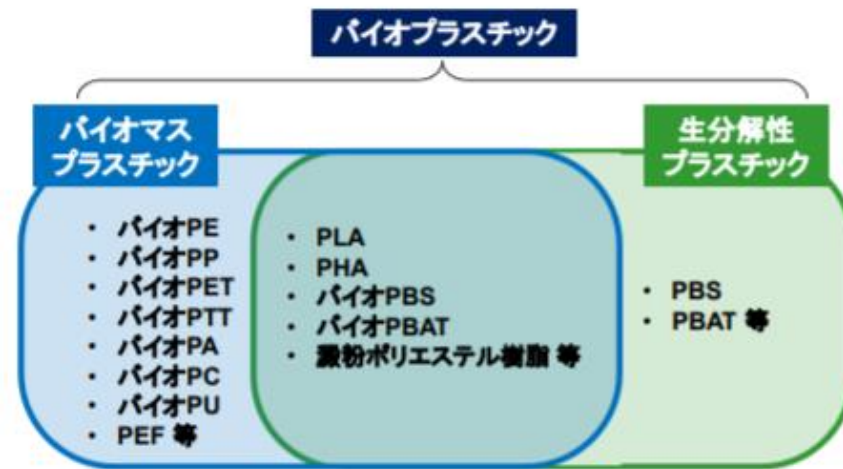 バイオプラスチック
バイオマス
プラスチック
生分解性
プラスチック
・ バイオPE
・ バイオPP
・ バイオPET
・ バイオPTT
・ バイオPA
・ バイオPC
・ バイオPU
・ PEF 等
・ PLA
・ PHA
・ バイオPBS
・ バイオPBAT
・ 澱粉ポリエステル樹脂 等
・ PBS
・ PBAT 等